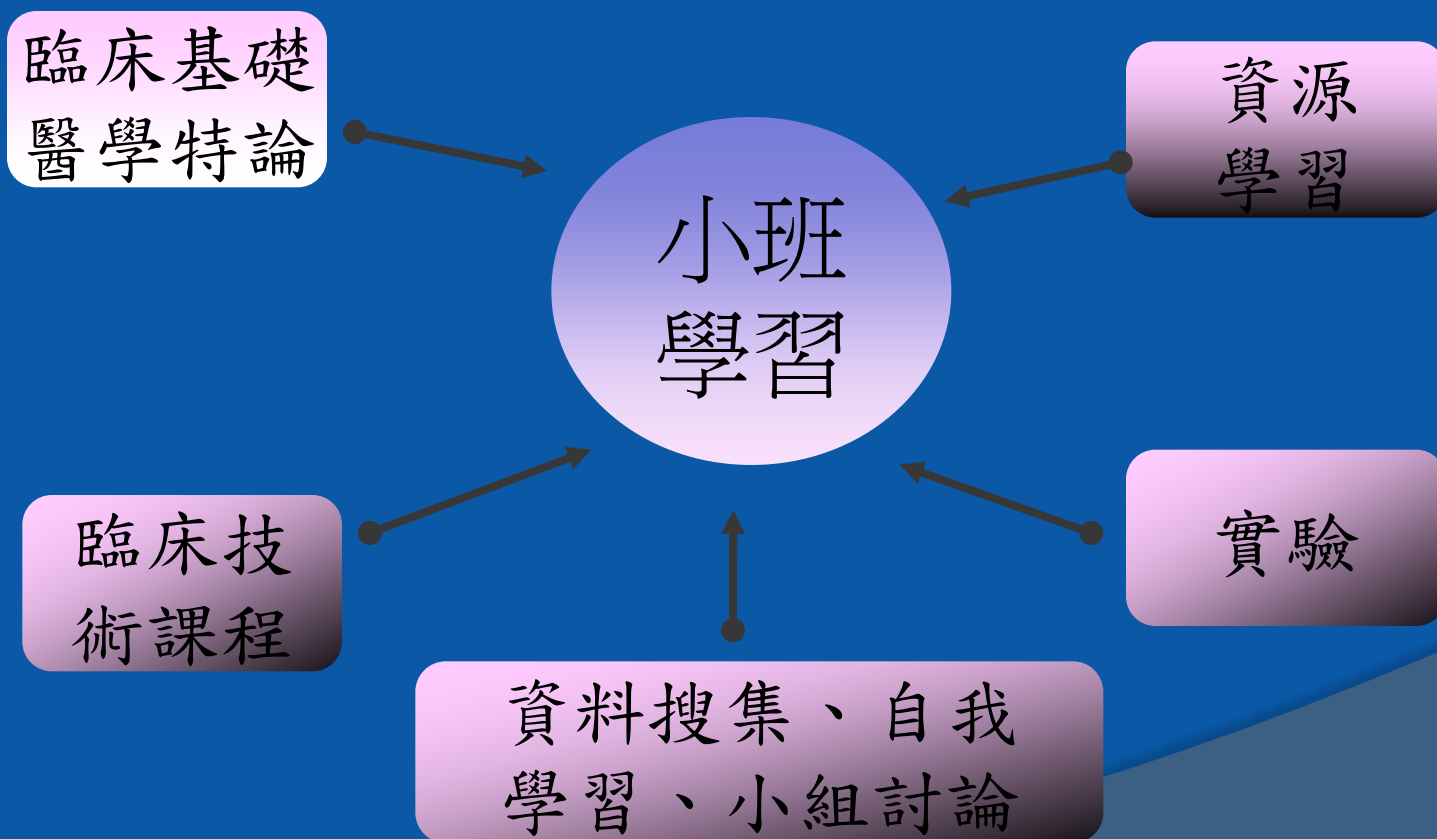 臨床基礎
醫學特論
資源
學習
小班
學習
臨床技
術課程
實驗
資料搜集、自我
學習、小組討論